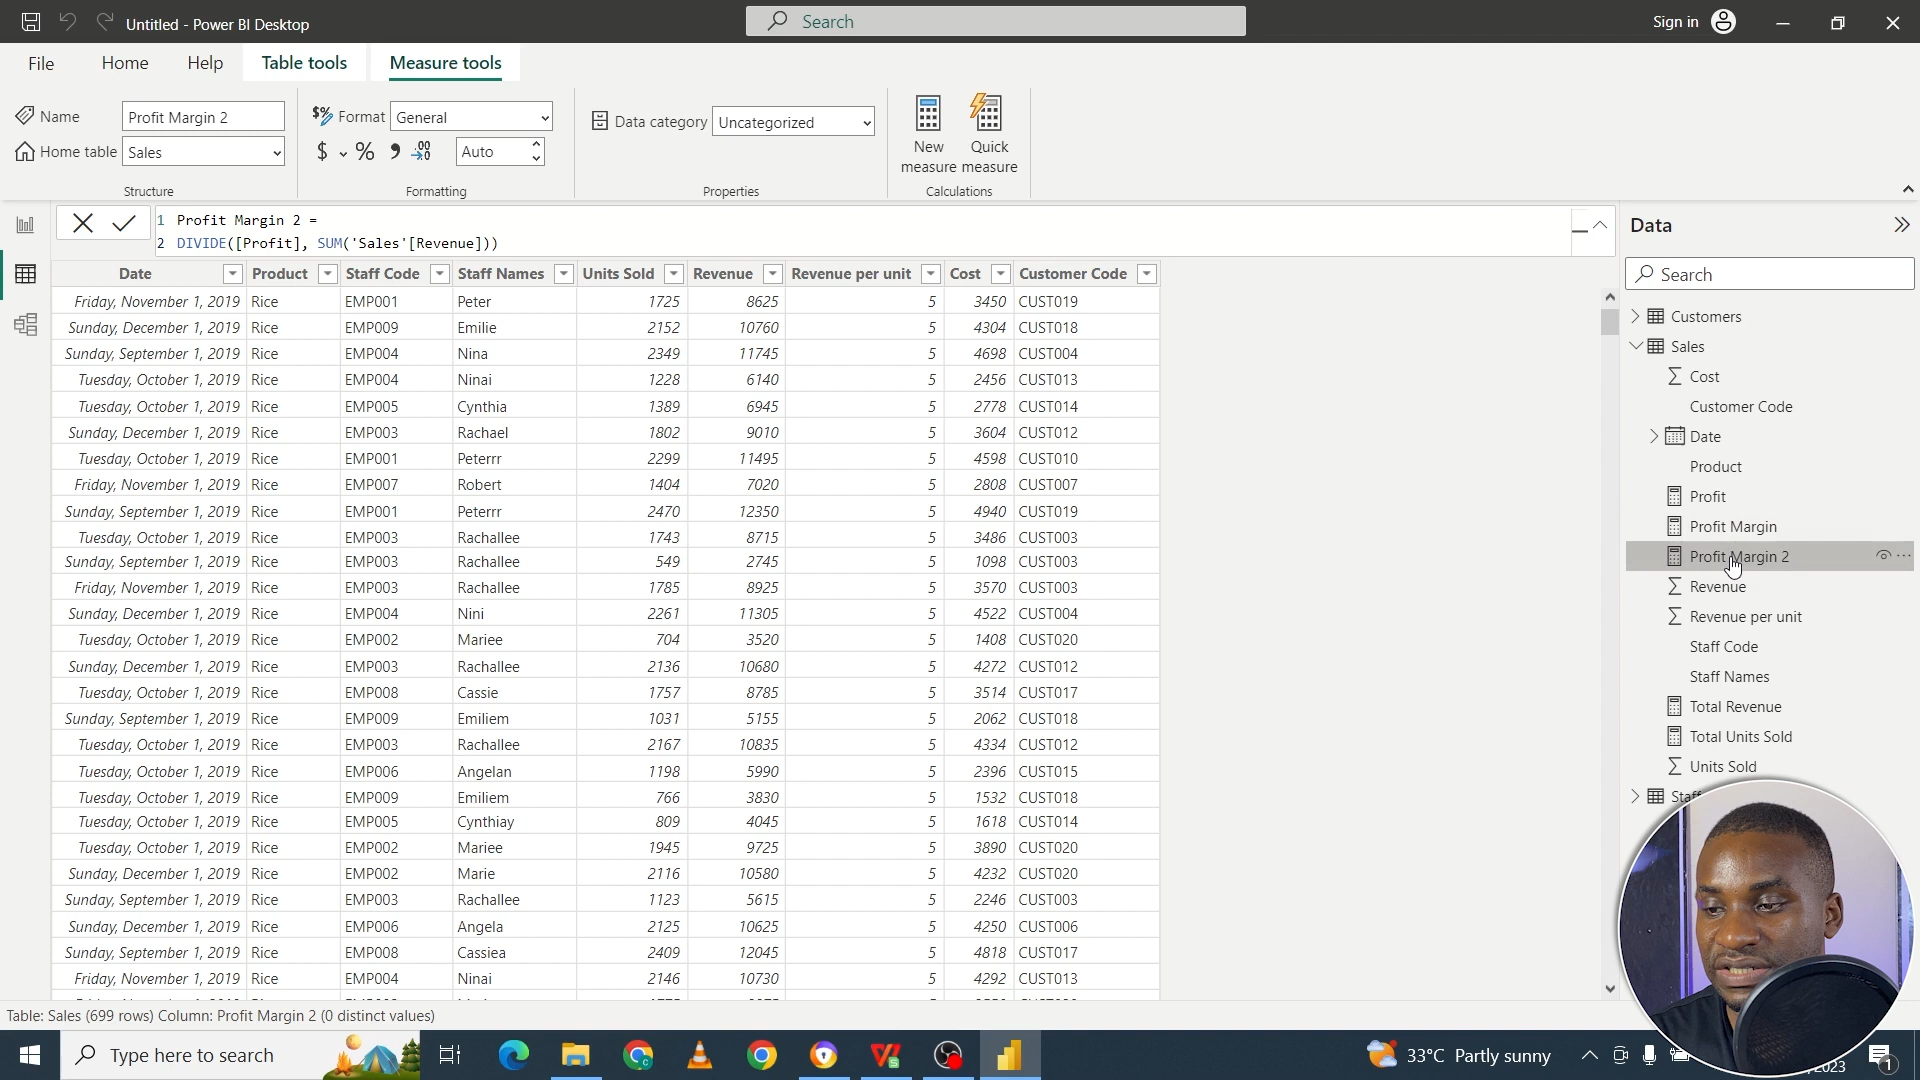 Untitled - Power BI Desktop
Search
Sign in
File Home Help Table tools Measure tools
Name Profit Margin 2
Home table Sales
Structure
Format General
$ % Auto
Formatting
Data category Uncategorized
Properties
New measure
Quick measure
Calculations
1 Profit Margin 2 =
2 DIVIDE([Profit], SUM('Sales'[Revenue]))
Date Product Staff Code Staff Names Units Sold Revenue Revenue per unit Cost Customer Code
Friday, November 1, 2019 Rice EMP001 Peter 1725 8625 5 3450 CUST019
Sunday, December 1, 2019 Rice EMP009 Emilie 2152 10760 5 4304 CUST018
Sunday, September 1, 2019 Rice EMP004 Nina 2349 11745 5 4698 CUST004
Tuesday, October 1, 2019 Rice EMP004 Ninai 1228 6140 5 2456 CUST013
Tuesday, October 1, 2019 Rice EMP005 Cynthia 1389 6945 5 2778 CUST014
Sunday, December 1, 2019 Rice EMP003 Rachael 1802 9010 5 3604 CUST012
Tuesday, October 1, 2019 Rice EMP001 Peterrr 2299 11495 5 4598 CUST010
Friday, November 1, 2019 Rice EMP007 Robert 1404 7020 5 2808 CUST007
Sunday, September 1, 2019 Rice EMP001 Peterrr 2470 12350 5 4940 CUST019
Tuesday, October 1, 2019 Rice EMP003 Rachallee 1743 8715 5 3486 CUST003
Sunday, September 1, 2019 Rice EMP003 Rachallee 549 2745 5 1098 CUST003
Friday, November 1, 2019 Rice EMP003 Rachallee 1785 8925 5 3570 CUST003
Sunday, December 1, 2019 Rice EMP004 Nini 2261 11305 5 4522 CUST004
Tuesday, October 1, 2019 Rice EMP002 Mariee 704 3520 5 1408 CUST020
Sunday, December 1, 2019 Rice EMP003 Rachallee 2136 10680 5 4272 CUST012
Tuesday, October 1, 2019 Rice EMP008 Cassie 1757 8785 5 3514 CUST017
Sunday, September 1, 2019 Rice EMP009 Emiliem 1031 5155 5 2062 CUST018
Tuesday, October 1, 2019 Rice EMP003 Rachallee 2167 10835 5 4334 CUST012
Tuesday, October 1, 2019 Rice EMP006 Angelan 1198 5990 5 2396 CUST015
Tuesday, October 1, 2019 Rice EMP009 Emiliem 766 3830 5 1532 CUST018
Tuesday, October 1, 2019 Rice EMP005 Cynthiay 809 4045 5 1618 CUST014
Tuesday, October 1, 2019 Rice EMP002 Mariee 1945 9725 5 3890 CUST020
Sunday, December 1, 2019 Rice EMP002 Marie 2116 10580 5 4232 CUST020
Sunday, September 1, 2019 Rice EMP003 Rachallee 1123 5615 5 2246 CUST003
Sunday, December 1, 2019 Rice EMP006 Angela 2125 10625 5 4250 CUST006
Sunday, September 1, 2019 Rice EMP008 Cassiea 2409 12045 5 4818 CUST017
Friday, November 1, 2019 Rice EMP004 Ninai 2146 10730 5 4292 CUST013
Data
Search
Customers
Sales
Cost
Customer Code
Date
Product
Profit
Profit Margin
Profit Margin 2
Revenue
Revenue per unit
Staff Code
Staff Names
Total Revenue
Total Units Sold
Units Sold
Staff
Table: Sales (699 rows) Column: Profit Margin 2 (0 distinct values)
Type here to search
33°C Partly sunny
2023
1